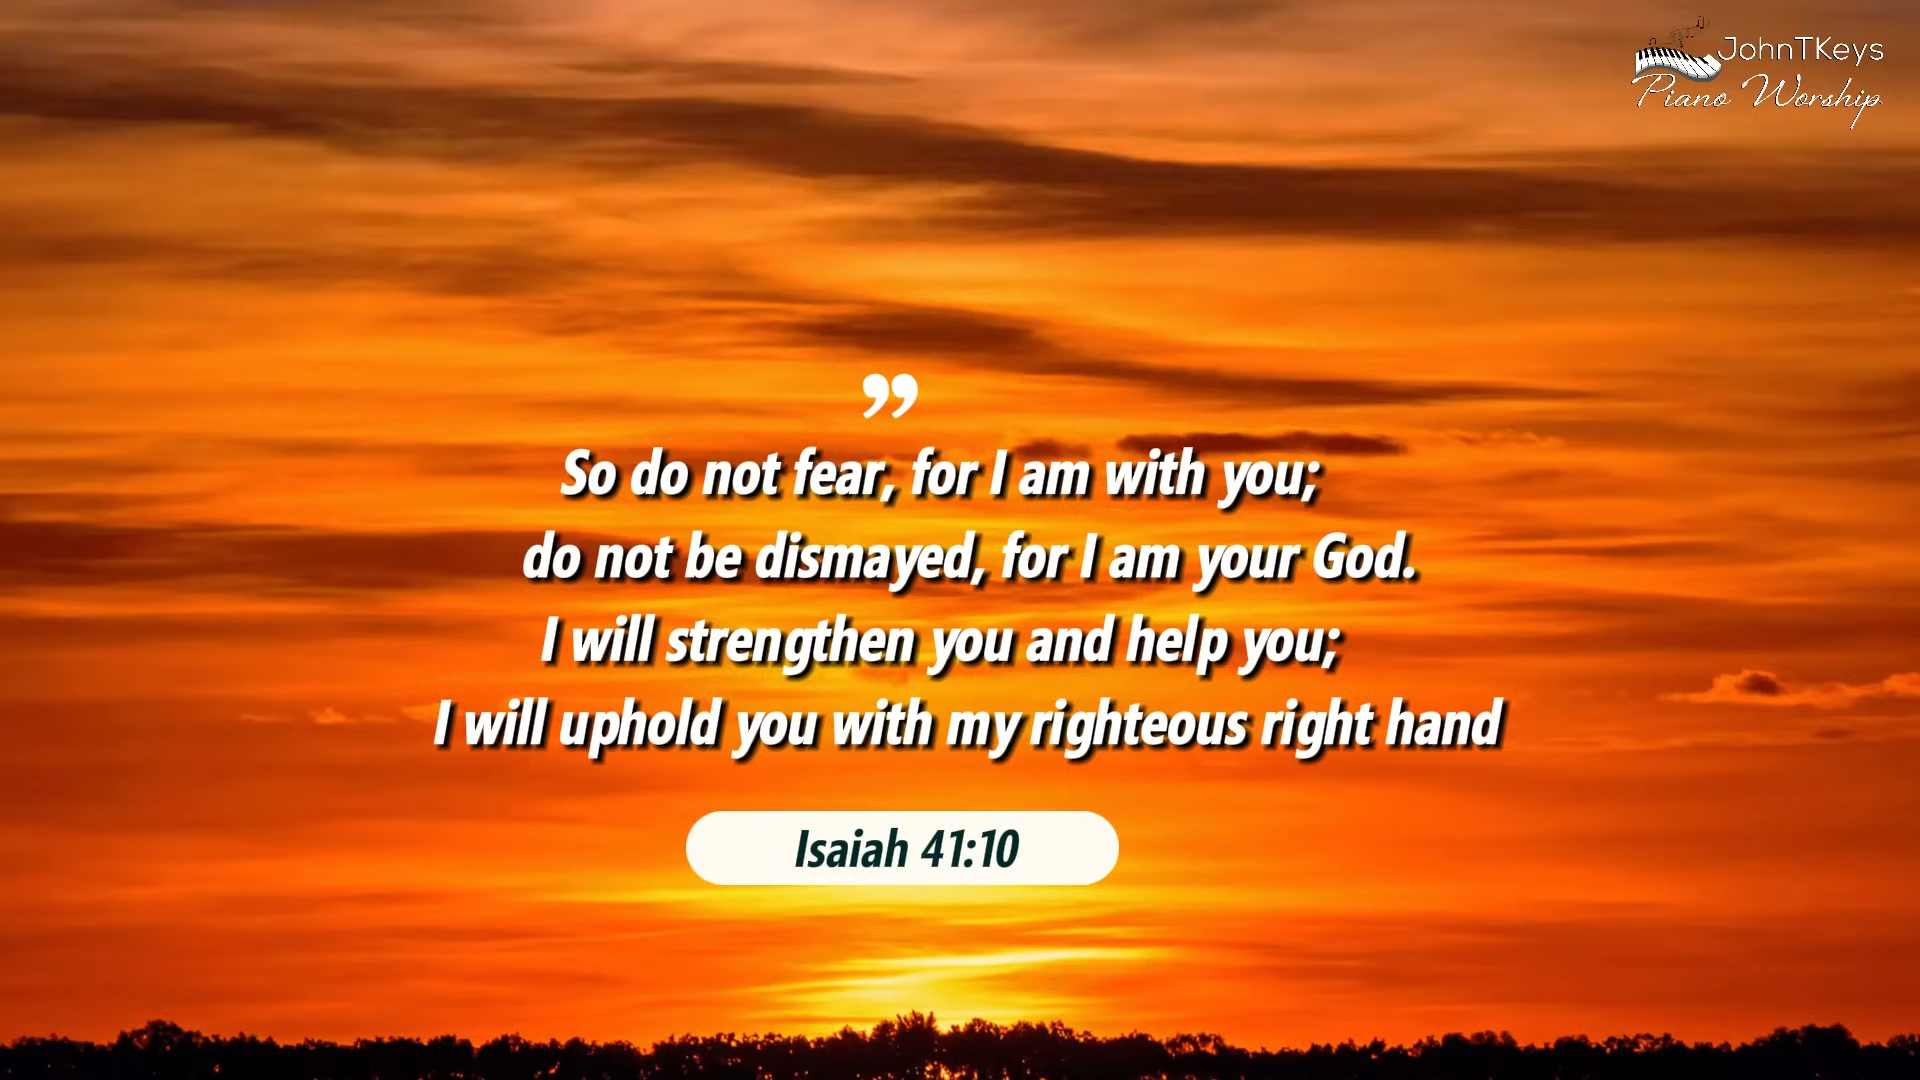 JohnTKeys
Piano Worship
”
So do not fear, for I am with you;
do not be dismayed, for I am your God.
I will strengthen you and help you;
I will uphold you with my righteous right hand
Isaiah 41:10